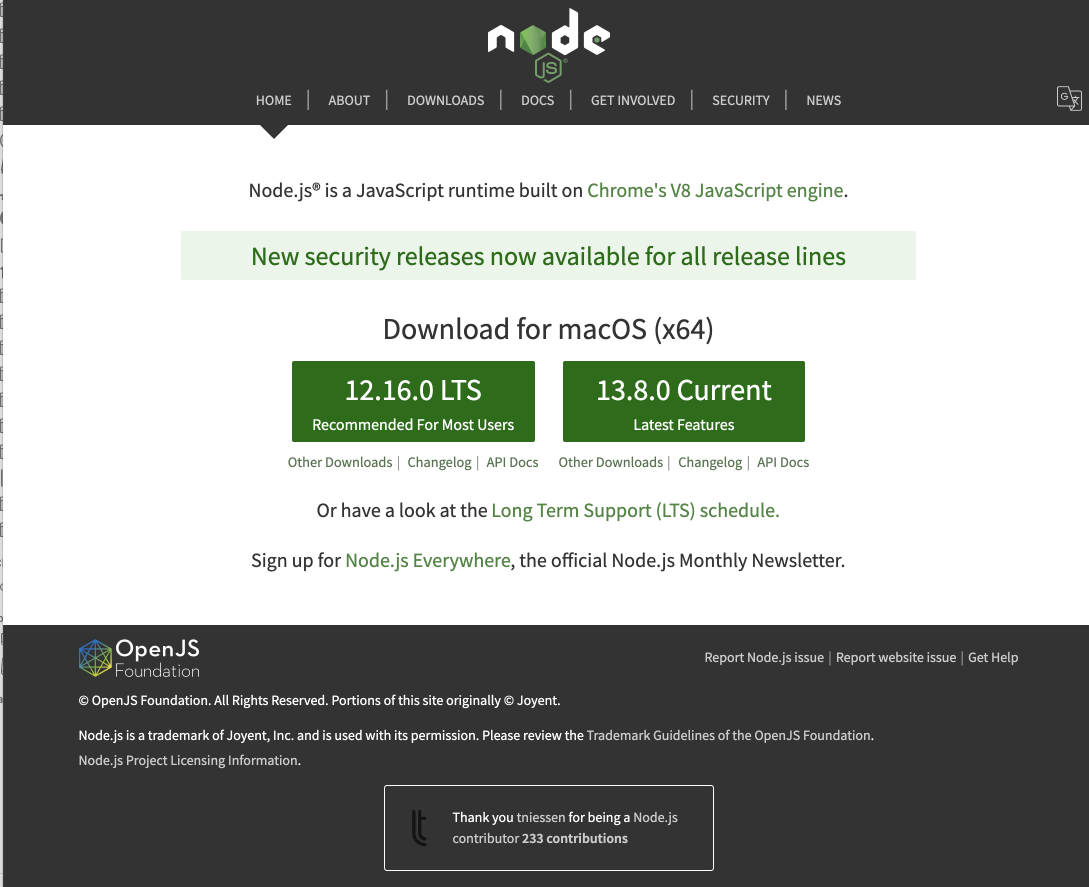 node
JS
HOME | ABOUT | DOWNLOADS | DOCS | GET INVOLVED | SECURITY | NEWS
Node.js® is a JavaScript runtime built on Chrome's V8 JavaScript engine.
New security releases now available for all release lines
Download for macOS (x64)
12.16.0 LTS
Recommended For Most Users
Other Downloads | Changelog | API Docs
13.8.0 Current
Latest Features
Other Downloads | Changelog | API Docs
Or have a look at the Long Term Support (LTS) schedule.
Sign up for Node.js Everywhere, the official Node.js Monthly Newsletter.
OpenJS
Foundation
Report Node.js issue | Report website issue | Get Help
© OpenJS Foundation. All Rights Reserved. Portions of this site originally © Joyent.
Node.js is a trademark of Joyent, Inc. and is used with its permission. Please review the Trademark Guidelines of the OpenJS Foundation.
Node.js Project Licensing Information.
Thank you tniessen for being a Node.js
contributor 233 contributions